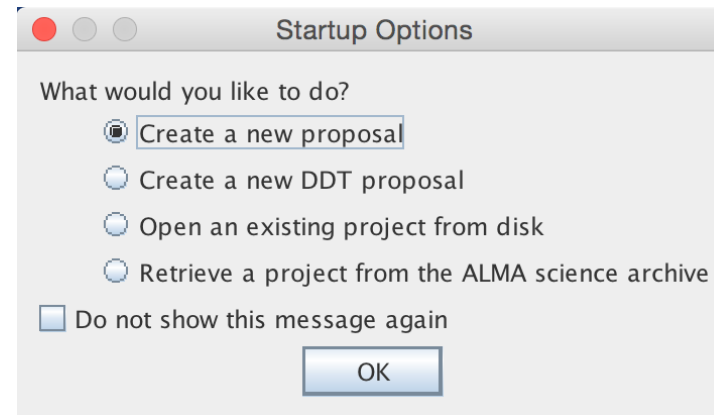 Startup Options
What would you like to do?
Create a new proposal
Create a new DDT proposal
Open an existing project from disk
Retrieve a project from the ALMA science archive
Do not show this message again
OK